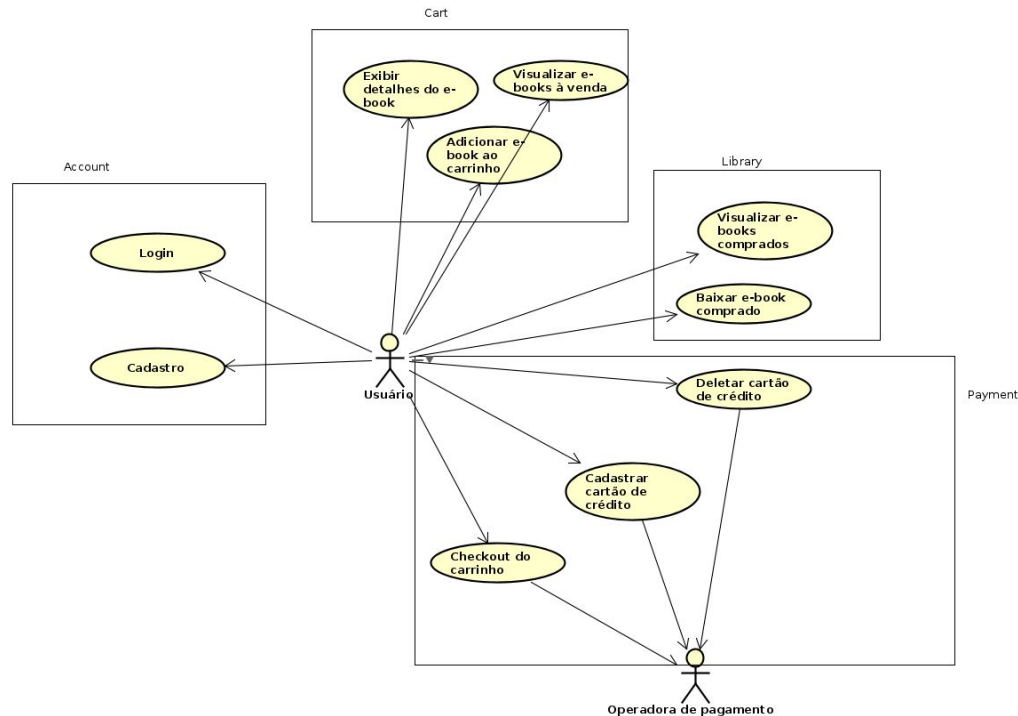 Cart
Exibir
detalhes do e-
book
Visualizar e-
books à venda
Adicionar e-
book ao
carrinho
Account
Login
Cadastro
Library
Visualizar e-
books
comprados
Baixar e-book
comprado
Usuário
Payment
Deletar cartão
de crédito
Cadastrar
cartão de
crédito
Checkout do
carrinho
Operadora de pagamento